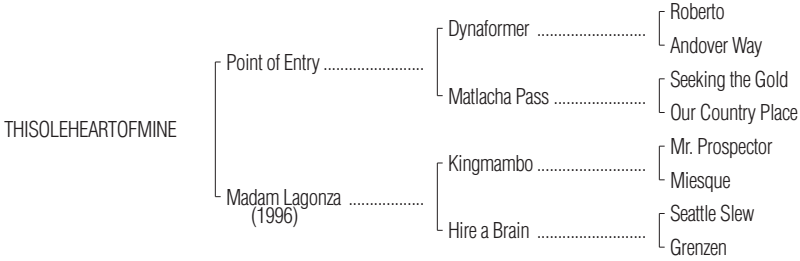 Roberto
Dynaformer ..........................
Andover Way
Point of Entry ........................
Seeking the Gold
Matlacha Pass ......................
Our Country Place
THISOLEHEARTOFMINE
Mr. Prospector
Kingmambo ..........................
Miesque
Madam Lagonza ..................
(1996)
Seattle Slew
Hire a Brain ..........................
Grenzen